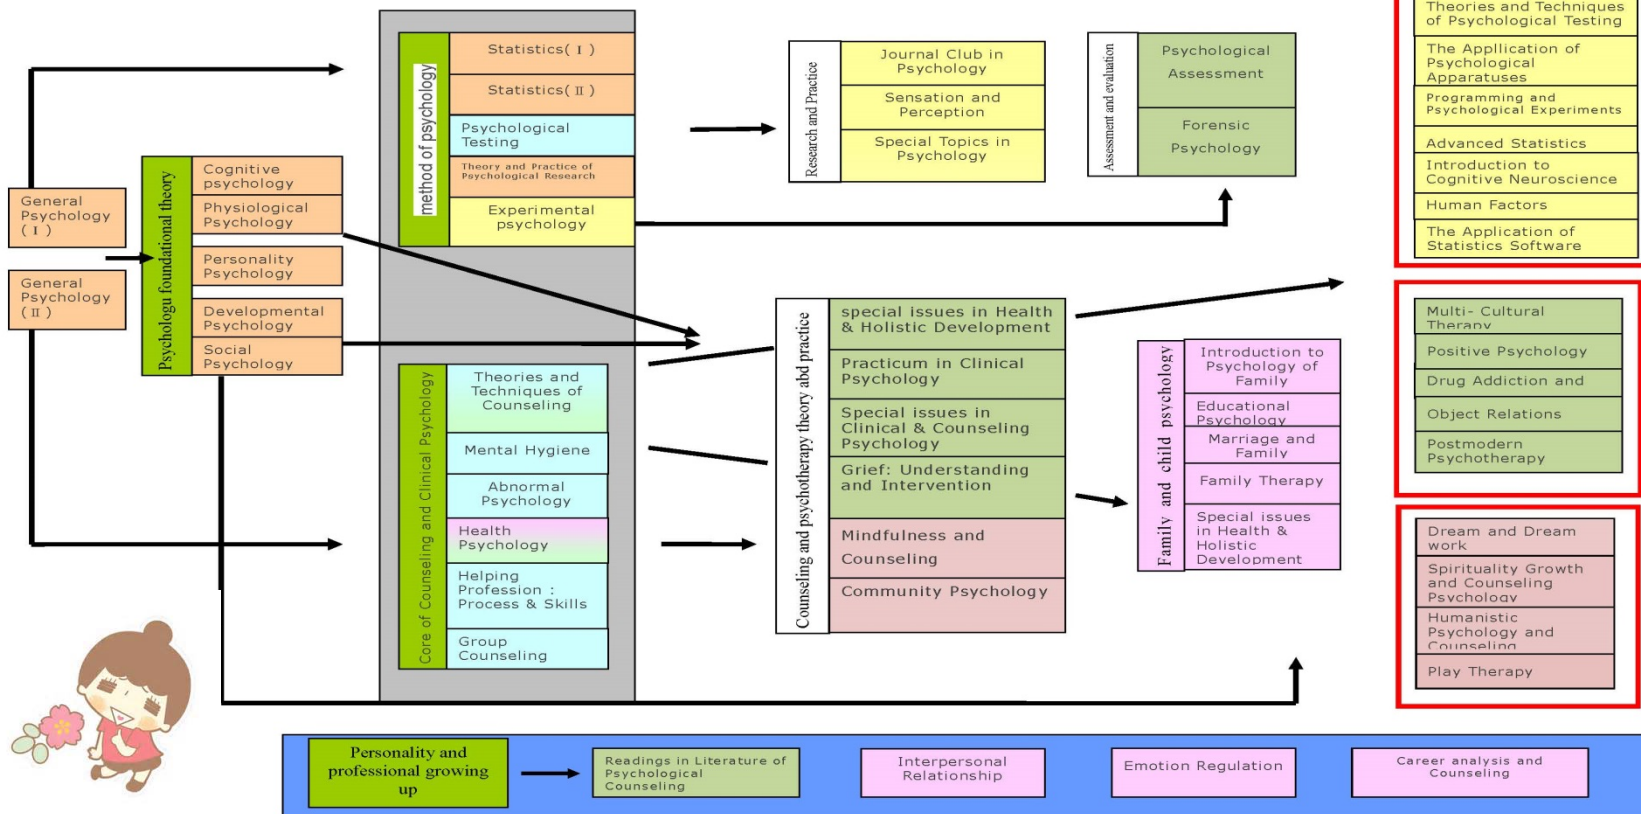 General
Psychology
( I )
General
Psychology
( II )
Psychologu foundational theory
Cognitive
psychology
Physiological
Psychology
Personality
Psychology
Developmental
Psychology
Social
Psychology
method of psychology
Statistics( I )
Statistics( II )
Psychological
Testing
Theory and Practice of
Psychological Research
Experimental
psychology
Core of Counseling and Clinical Psychology
Theories and
Techniques of
Counseling
Mental Hygiene
Abnormal
Psychology
Health
Psychology
Helping
Profession :
Process & Skills
Group
Counseling
Research and Practice
Journal Club in
Psychology
Sensation and
Perception
Special Topics in
Psychology
Assessment and evaluation
Psychological
Assessment
Forensic
Psychology
Counseling and psychotherapy theory abd practice
special issues in Health
& Holistic Development
Practicum in Clinical
Psychology
Special issues in
Clinical & Counseling
Psychology
Grief: Understanding
and Intervention
Mindfulness and
Counseling
Community Psychology
Family and child psychology
Introduction to
Psychology of
Family
Educational
Psychology
Marriage and
Family
Family Therapy
Special issues
in Health &
Holistic
Development
Theories and Techniques
of Psychological Testing
The Appllication of
Psychological
Apparatuses
Programming and
Psychological Experiments
Advanced Statistics
Introduction to
Cognitive Neuroscience
Human Factors
The Application of
Statistics Software
Multi- Cultural
Therapy
Positive Psychology
Drug Addiction and
Object Relations
Postmodern
Psychotherapy
Dream and Dream
work
Spirituality Growth
and Counseling
Psychology
Humanistic
Psychology and
Counseling
Play Therapy
Personality and
professional growing
up
Readings in Literature of
Psychological
Counseling
Interpersonal
Relationship
Emotion Regulation
Career analysis and
Counseling